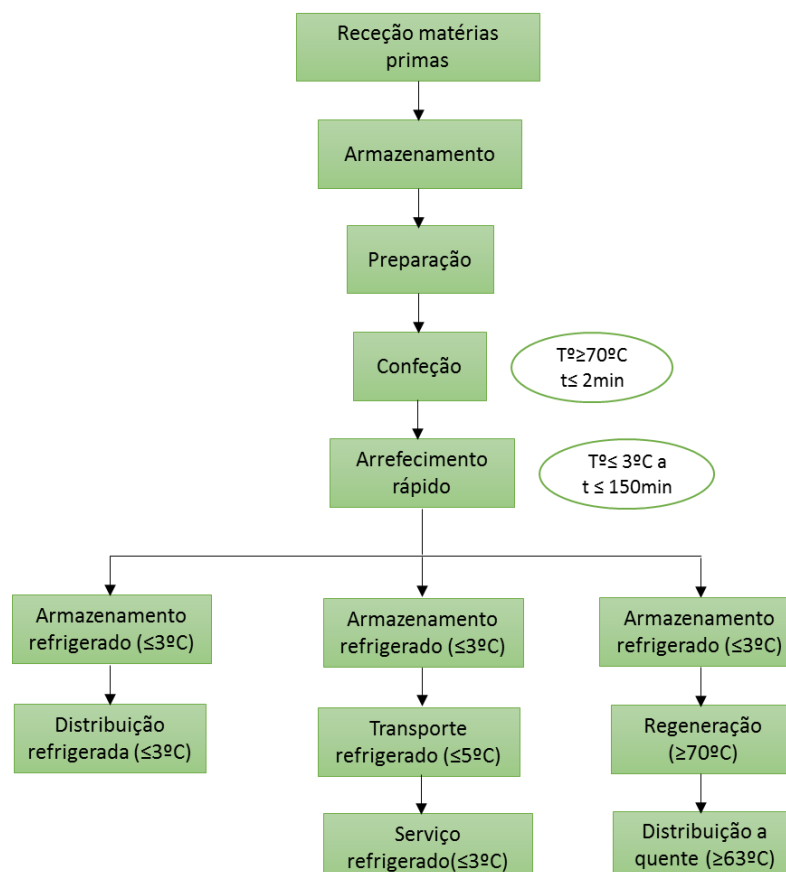 Receção matérias
primas
Armazenamento
Preparação
Confeção
Tº≥70ºC
t≤ 2min
Arrefecimento
rápido
Tº≤ 3ºC a
t ≤ 150min
Armazenamento
refrigerado (≤3ºC)
Armazenamento
refrigerado (≤3ºC)
Armazenamento
refrigerado (≤3ºC)
Distribuição
refrigerada (≤3ºC)
Transporte
refrigerado (≤5ºC)
Regeneração
(≥70ºC)
Serviço
refrigerado(≤3ºC)
Distribuição a
quente (≥63ºC)